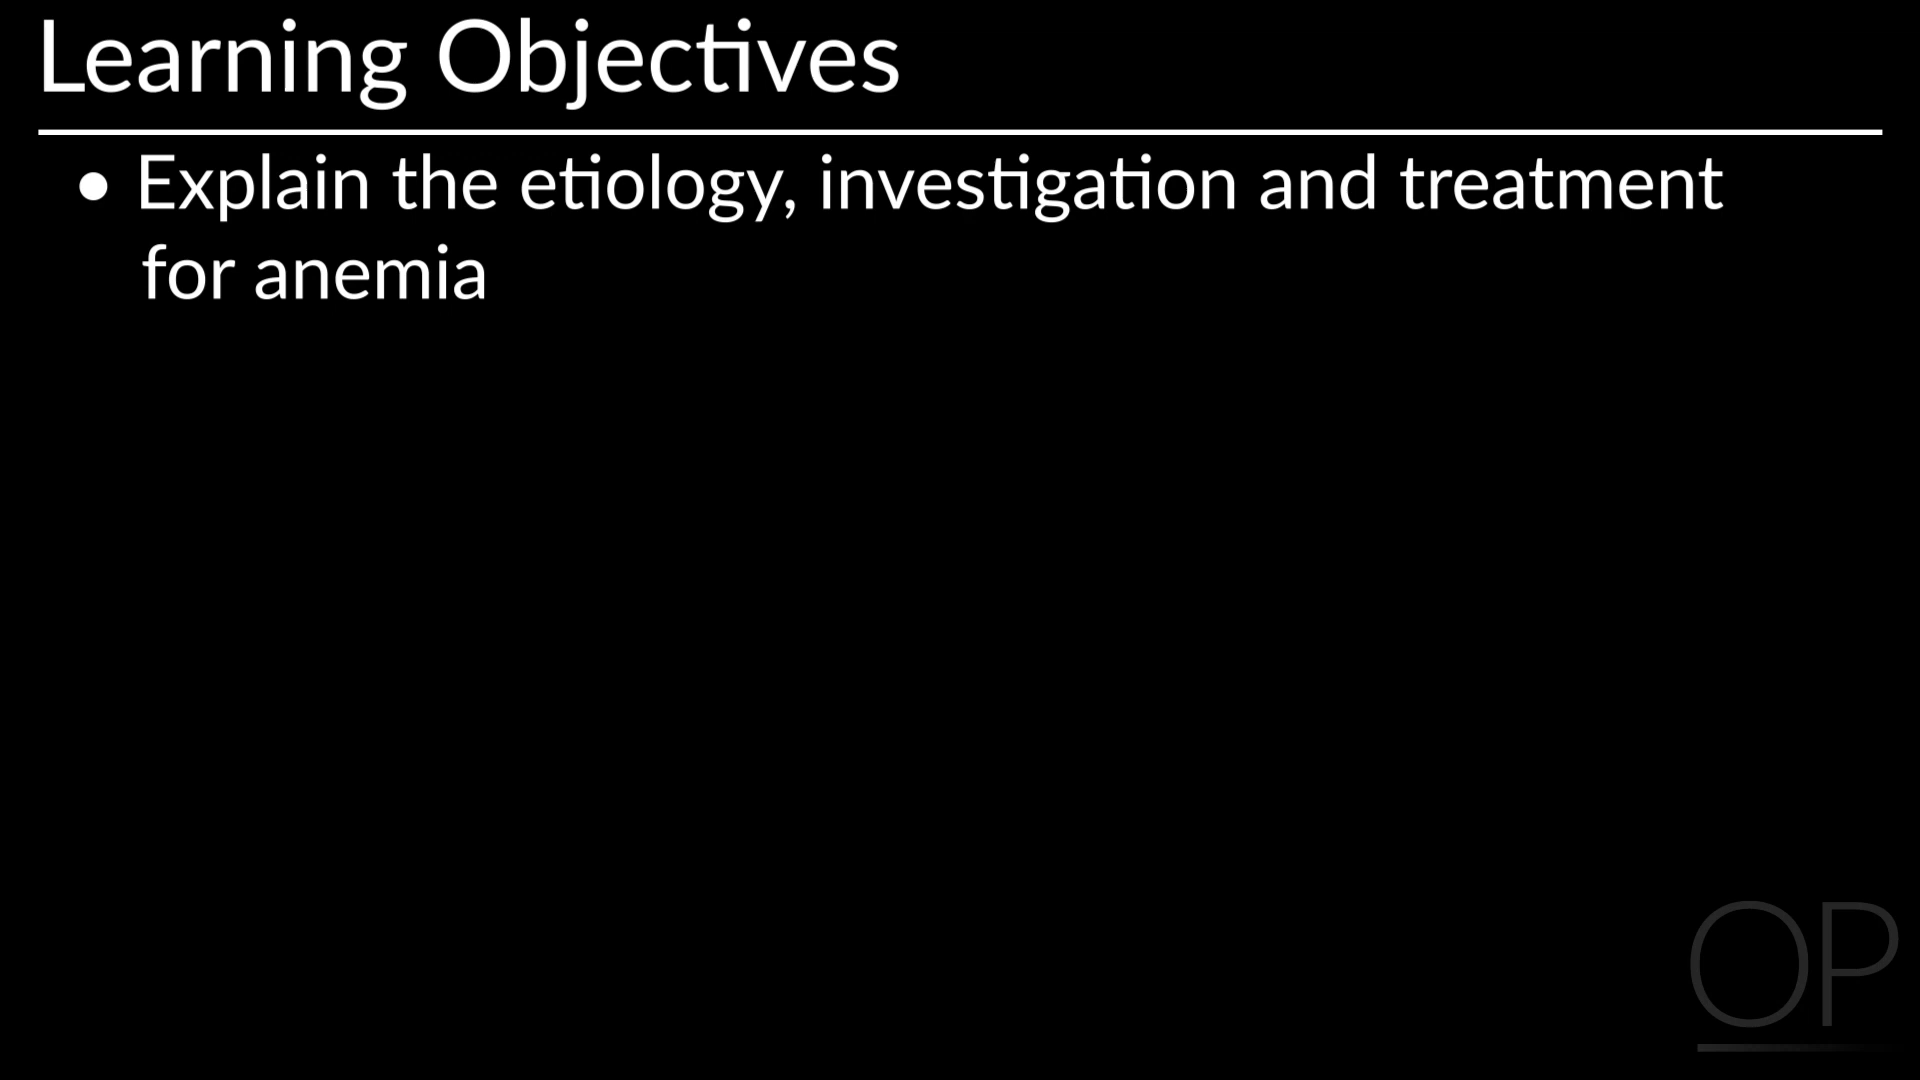 Learning Objectives
• Explain the etiology, investigation and treatment
for anemia
OP